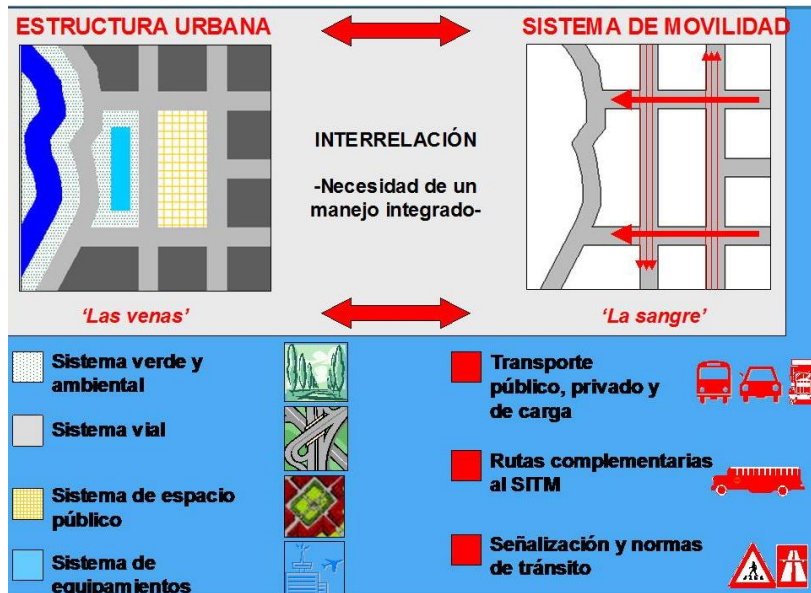 ESTRUCTURA URBANA
SISTEMA DE MOVILIDAD
INTERRELACIÓN
-Necesidad de un
manejo integrado-
‘Las venas’
‘La sangre’
Sistema verde y
ambiental
Sistema vial
Sistema de espacio
público
Sistema de
equipamientos
Transporte
público, privado y
de carga
Rutas complementarias
al SITM
Señalización y normas
de tránsito